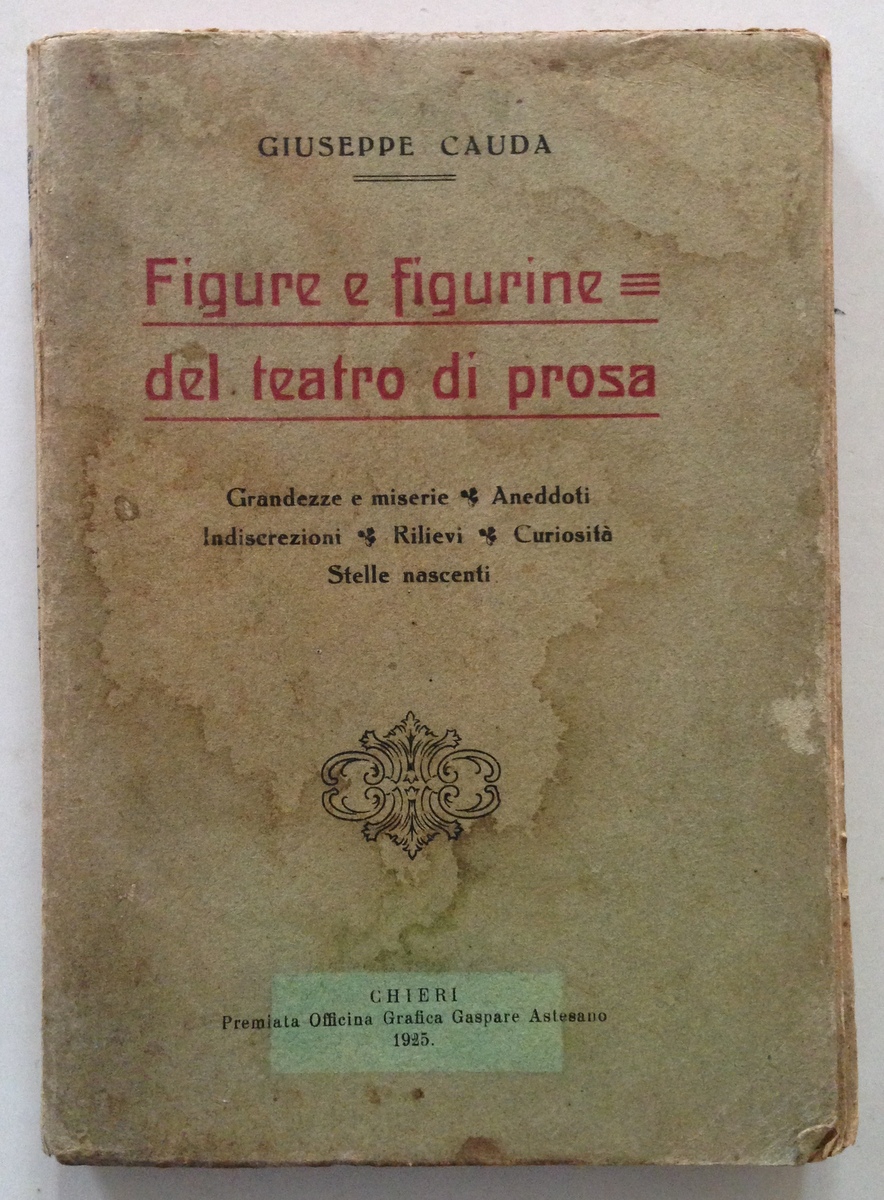 GIUSEPPE CAUDA
Figure e figurine
del teatro di prosa
Grandezze e miserie Aneddoti
Indiscrezioni Rilievi Curiosità
Stelle nascenti
CHIERI
Premiata Officina Grafica Gaspare Astesano
1925.